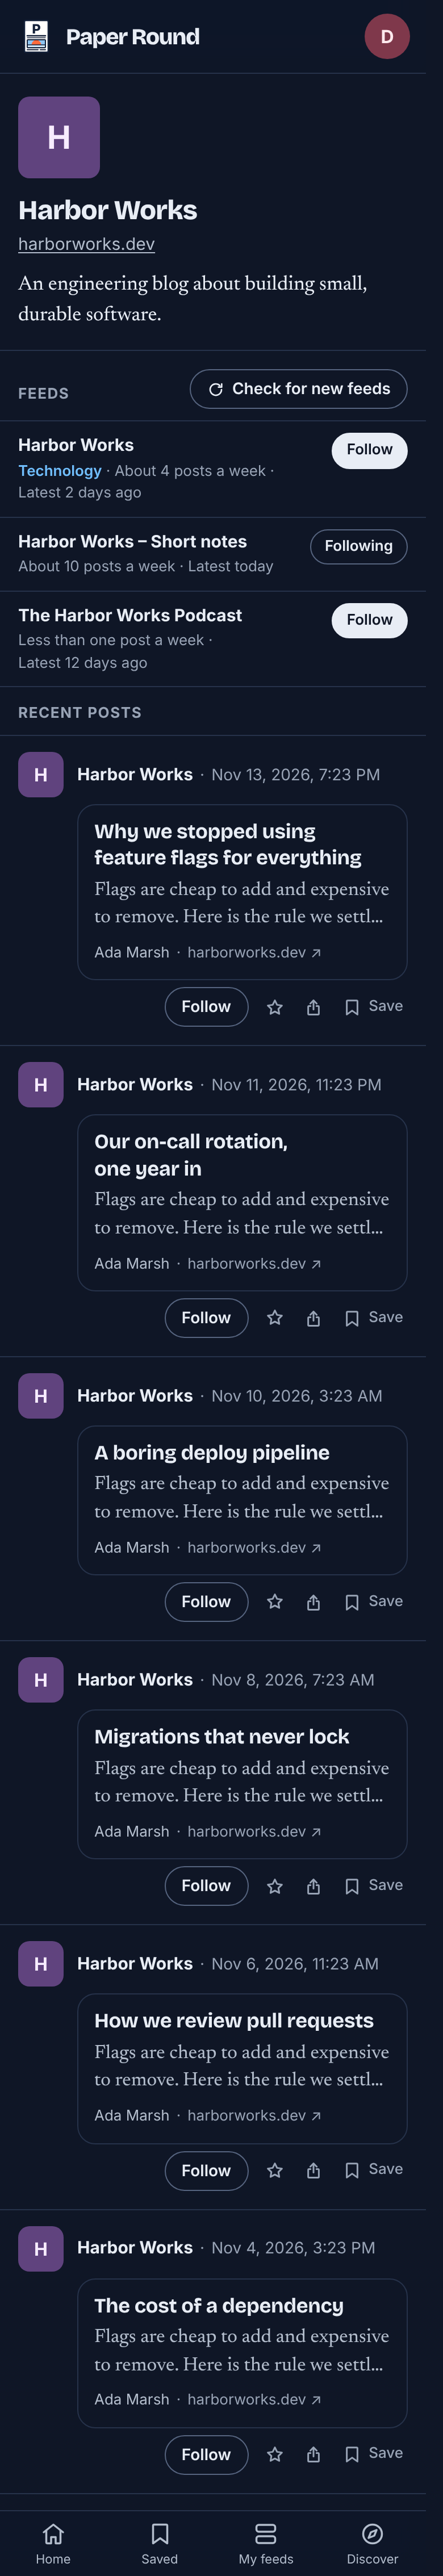 P
Paper Round
D
H
Harbor Works
harborworks.dev
An engineering blog about building small,
durable software.
FEEDS
Check for new feeds
Harbor Works
Follow
Technology · About 4 posts a week ·
Latest 2 days ago
Harbor Works – Short notes
Following
About 10 posts a week · Latest today
The Harbor Works Podcast
Follow
Less than one post a week ·
Latest 12 days ago
RECENT POSTS
H
Harbor Works · Nov 13, 2026, 7:23 PM
Why we stopped using
feature flags for everything
Flags are cheap to add and expensive
to remove. Here is the rule we settl...
Ada Marsh · harborworks.dev ↗
Follow
Save
H
Harbor Works · Nov 11, 2026, 11:23 PM
Our on-call rotation,
one year in
Flags are cheap to add and expensive
to remove. Here is the rule we settl...
Ada Marsh · harborworks.dev ↗
Follow
Save
H
Harbor Works · Nov 10, 2026, 3:23 AM
A boring deploy pipeline
Flags are cheap to add and expensive
to remove. Here is the rule we settl...
Ada Marsh · harborworks.dev ↗
Follow
Save
H
Harbor Works · Nov 8, 2026, 7:23 AM
Migrations that never lock
Flags are cheap to add and expensive
to remove. Here is the rule we settl...
Ada Marsh · harborworks.dev ↗
Follow
Save
H
Harbor Works · Nov 6, 2026, 11:23 AM
How we review pull requests
Flags are cheap to add and expensive
to remove. Here is the rule we settl...
Ada Marsh · harborworks.dev ↗
Follow
Save
H
Harbor Works · Nov 4, 2026, 3:23 PM
The cost of a dependency
Flags are cheap to add and expensive
to remove. Here is the rule we settl...
Ada Marsh · harborworks.dev ↗
Follow
Save
Home
Saved
My feeds
Discover